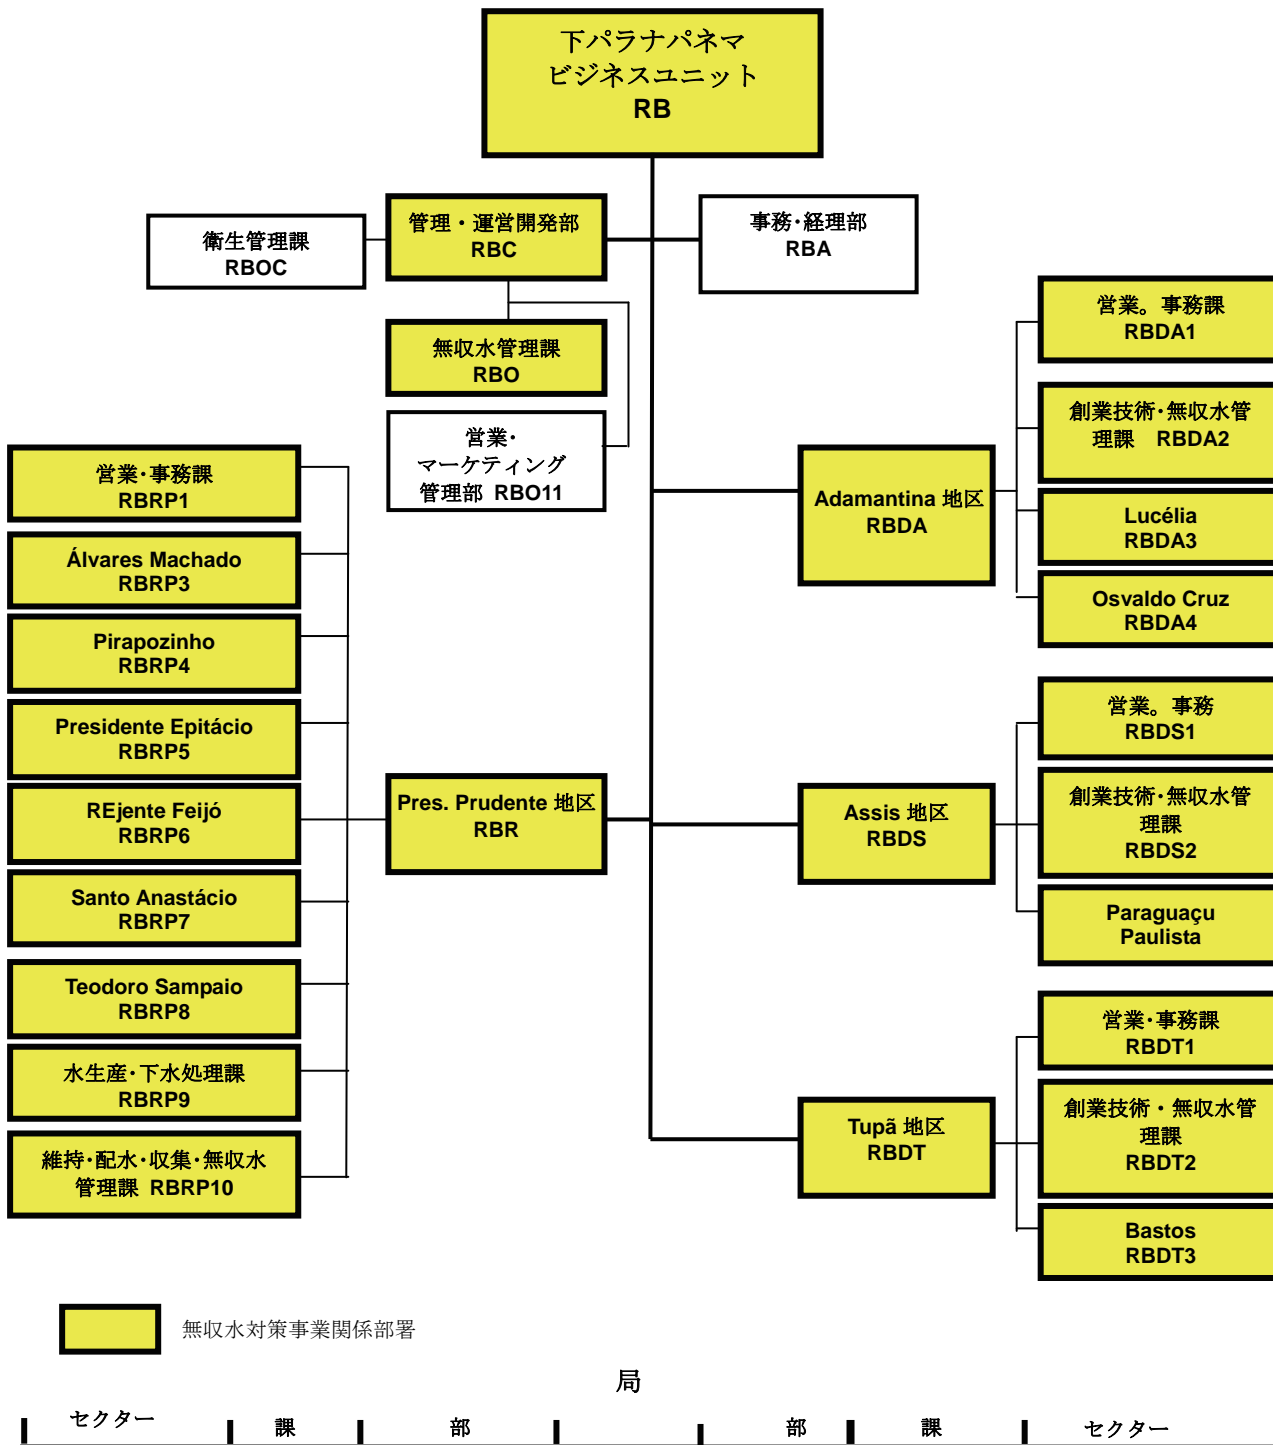 下パラナパネマ
ビジネスユニット
RB
管理・運営開発部
RBC
事務･経理部
RBA
衛生管理課
RBOC
無収水管理課
RBO
営業･
マーケティング
管理部 RBO11
営業･事務課
RBRP1
Álvares Machado
RBRP3
Pirapozinho
RBRP4
Presidente Epitácio
RBRP5
REjente Feijó
RBRP6
Santo Anastácio
RBRP7
Teodoro Sampaio
RBRP8
水生産･下水処理課
RBRP9
維持･配水･収集･無収水
管理課 RBRP10
Pres. Prudente 地区
RBR
Adamantina 地区
RBDA
営業。事務課
RBDA1
創業技術･無収水管
理課 RBDA2
Lucélia
RBDA3
Osvaldo Cruz
RBDA4
Assis 地区
RBDS
営業。事務
RBDS1
創業技術･無収水管
理課
RBDS2
Paraguaçu
Paulista
Tupã 地区
RBDT
営業･事務課
RBDT1
創業技術・無収水管
理課
RBDT2
Bastos
RBDT3
無収水対策事業関係部署
局
セクター 課 部 部 課 セクター